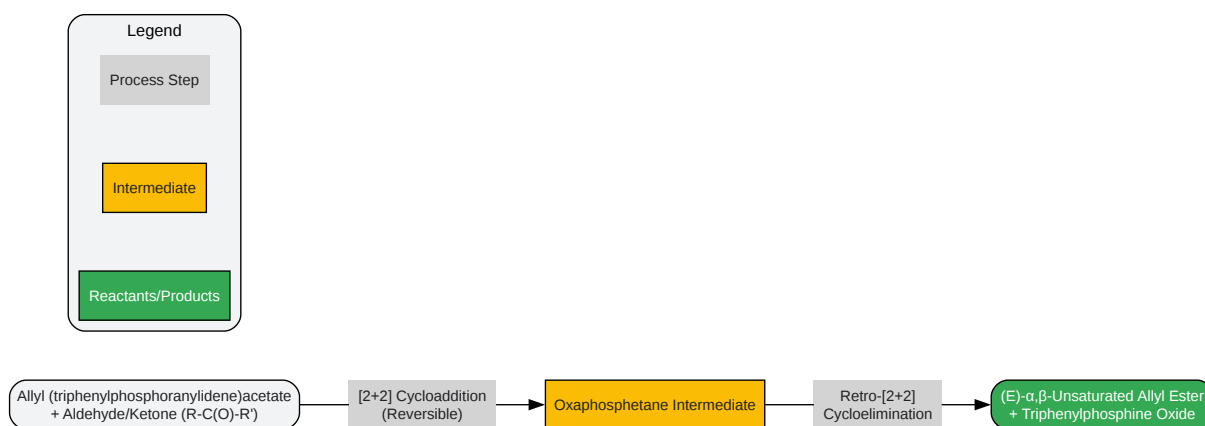 Legend
Process Step
Intermediate
Reactants/Products
Allyl (triphenylphosphoranylidene)acetate
+ Aldehyde/Ketone (R-C(O)-R')
[2+2] Cycloaddition
(Reversible)
Oxaphosphetane Intermediate
Retro-[2+2]
Cycloelimination
(E)-α,β-Unsaturated Allyl Ester
+ Triphenylphosphine Oxide